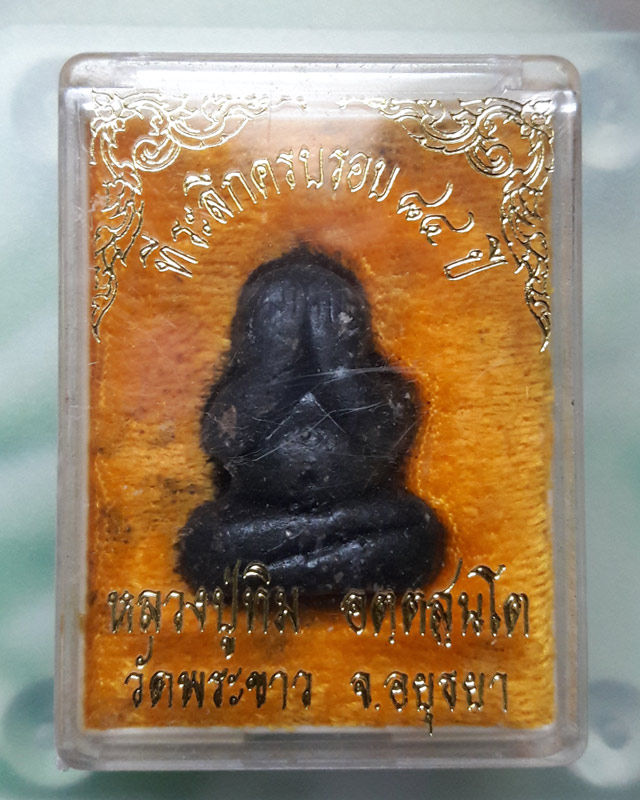 ที่ระลึกครบรอบ ๘๔ ปี
หลวงปู่ทิม อตฺตสนฺโต
วัดพระขาว จ.อยุธยา